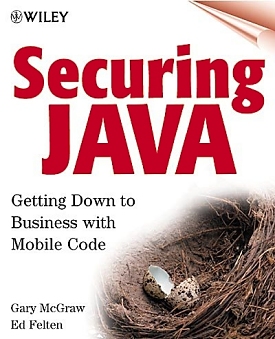 WILEY
Securing
JAVA
Getting Down to
Business with
Mobile Code
Gary McGraw
Ed Felten